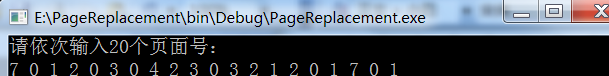 E:\PageReplacement\bin\Debug\PageReplacement.exe
请依次输入20个页面号：
7 0 1 2 0 3 0 4 2 3 0 3 2 1 2 0 1 7 0 1